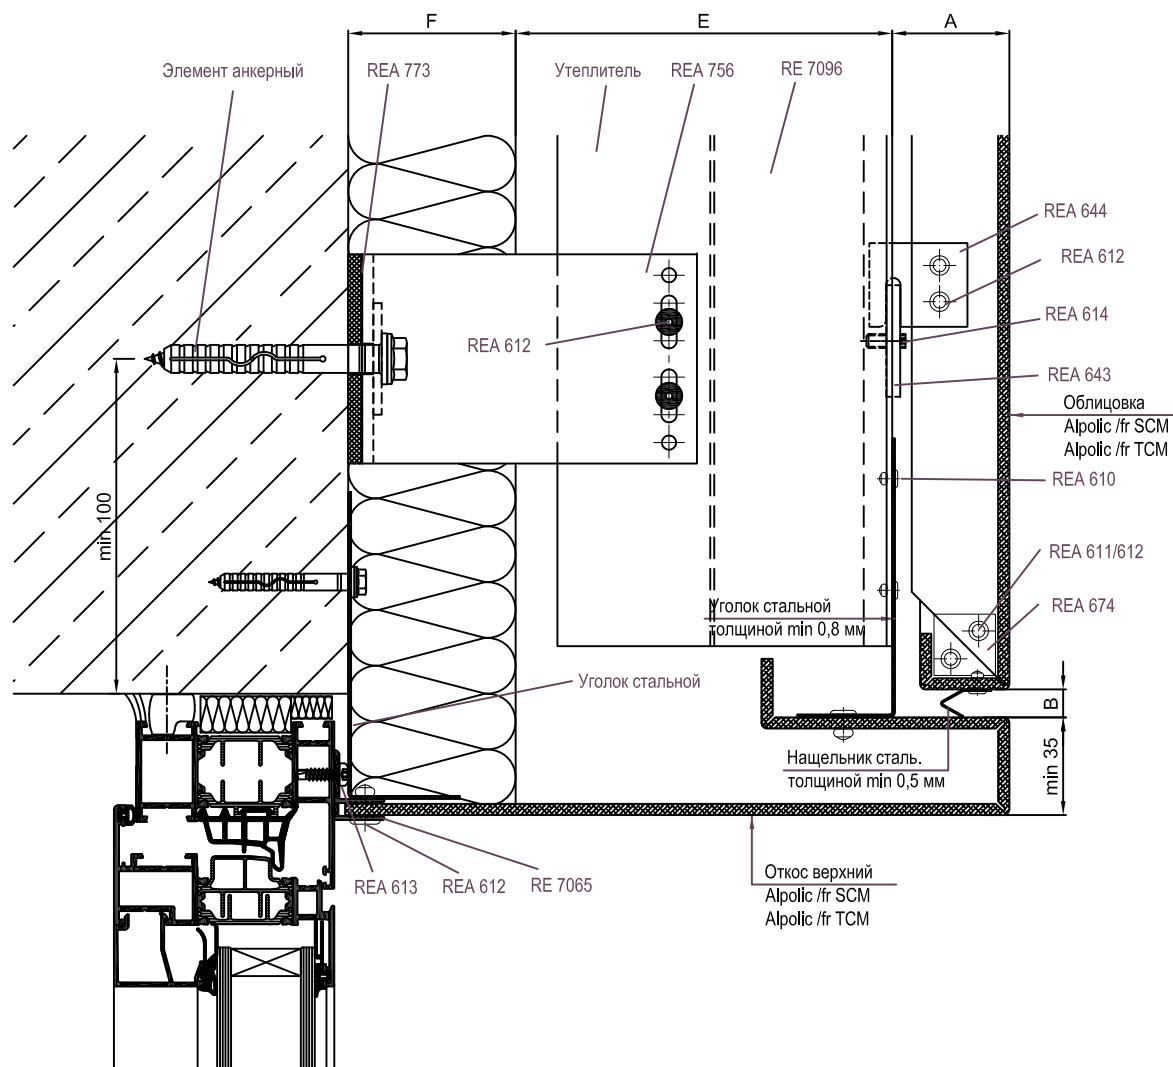 F
E
A
Элемент анкерный
REA 773
Утеплитель
REA 756
RE 7096
REA 644
REA 612
REA 614
REA 612
REA 643
Облицовка
Alpolic /fr SCM
Alpolic /fr TCM
REA 610
min 100
REA 611/612
REA 674
Уголок стальной
толщиной min 0,8 мм
Уголок стальной
B
Нащельник сталь.
толщиной min 0,5 мм
min 35
REA 613
REA 612
RE 7065
Откос верхний
Alpolic /fr SCM
Alpolic /fr TCM